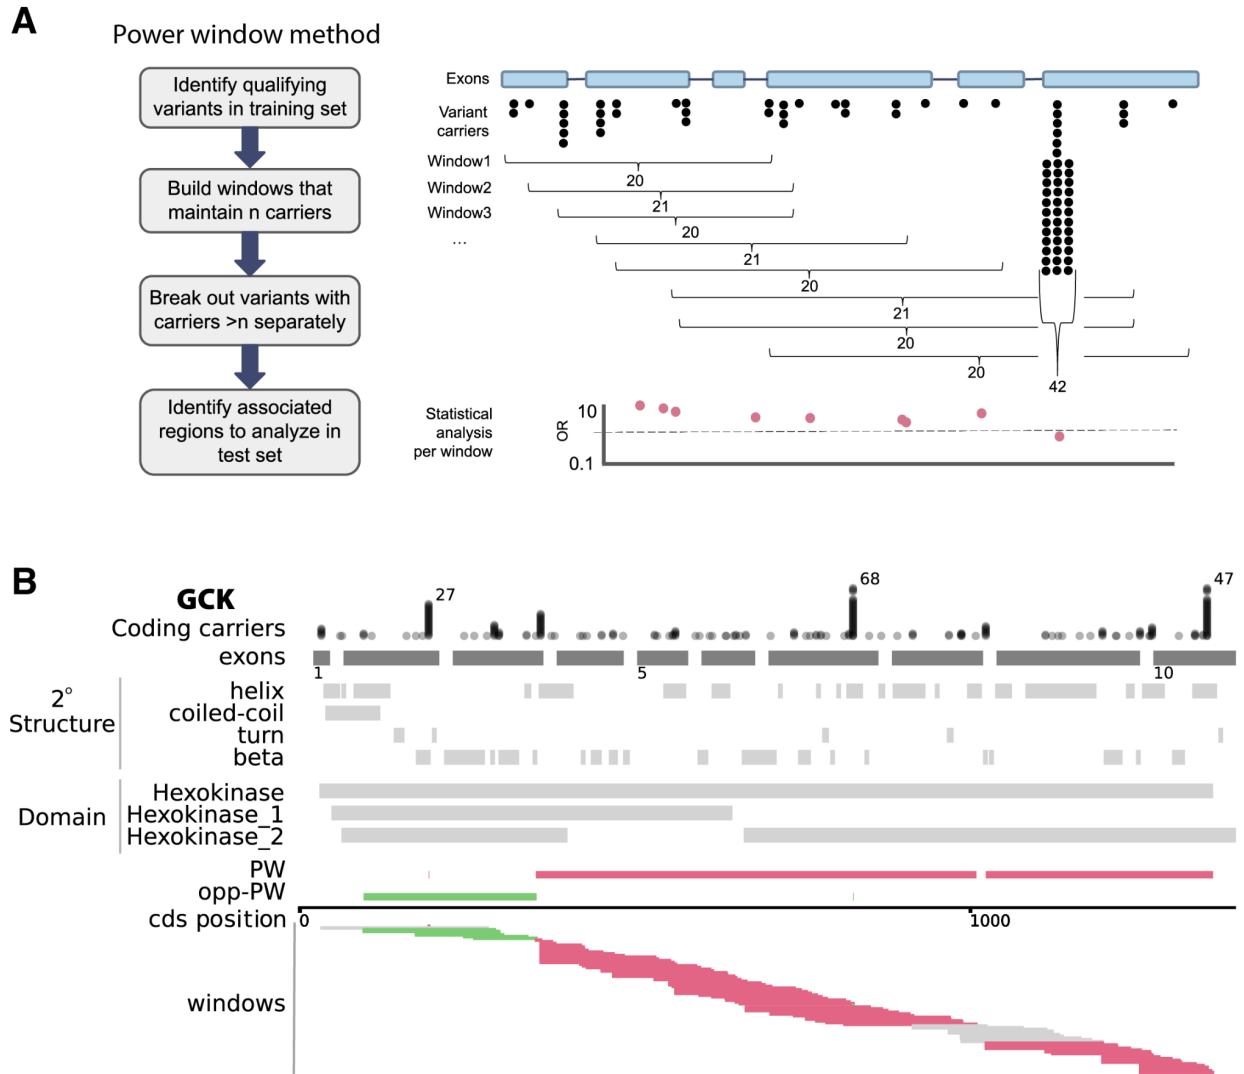 A
Power window method
Identify qualifying
variants in training set
Build windows that
maintain n carriers
Break out variants with
carriers >n separately
Identify associated
regions to analyze in
test set
Exons
Variant
carriers
Window1
20
Window2
21
Window3
20
...
21
20
21
20
20
42
Statistical
analysis
per window
OR
10
0.1
B
GCK
27
68
47
Coding carriers
exons
1
5
10
2°
Structure
helix
coiled-coil
turn
beta
Domain
Hexokinase
Hexokinase_1
Hexokinase_2
PW
opp-PW
cds position
0
1000
windows